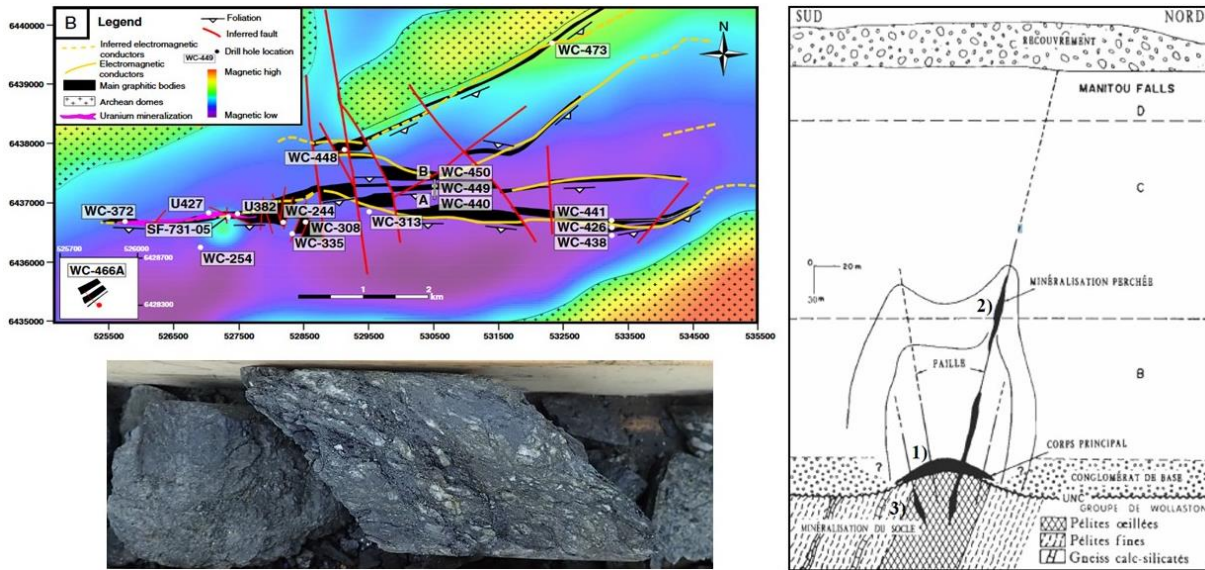 B
Legend
Inferred electromagnetic
conductors
Electromagnetic
conductors
Main graphitic bodies
Archean domes
Uranium mineralization
Foliation
Inferred fault
WC-449
Drill hole location
Magnetic high
Magnetic low
N
WC-473
WC-448
B
WC-450
WC-449
A
WC-440
WC-372
U427
U382
WC-244
WC-441
SF-731-05
WC-308
WC-313
WC-426
WC-335
WC-438
WC-254
525700
526000
6428700
WC-466A
6428300
1
2
km
6440000
6439000
6438000
6437000
6436000
6435000
525500
526500
527500
528500
529500
530500
531500
532500
533500
534500
535500
SUD
NORD
RECOUVREMENT
MANITOU FALLS
D
C
0
20 m
30m
MINÉRALISATION PERCHÉE
2)
FAILLE
B
1)
CORPS PRINCIPAL
?
?
CONGLOMÉRAT DE BASE
UNC
3)
GROUPE DE WOLLASTON
MINÉRALISATION DU SOCLE
Pélites œillées
Pélites fines
Gneiss calc-silicatés